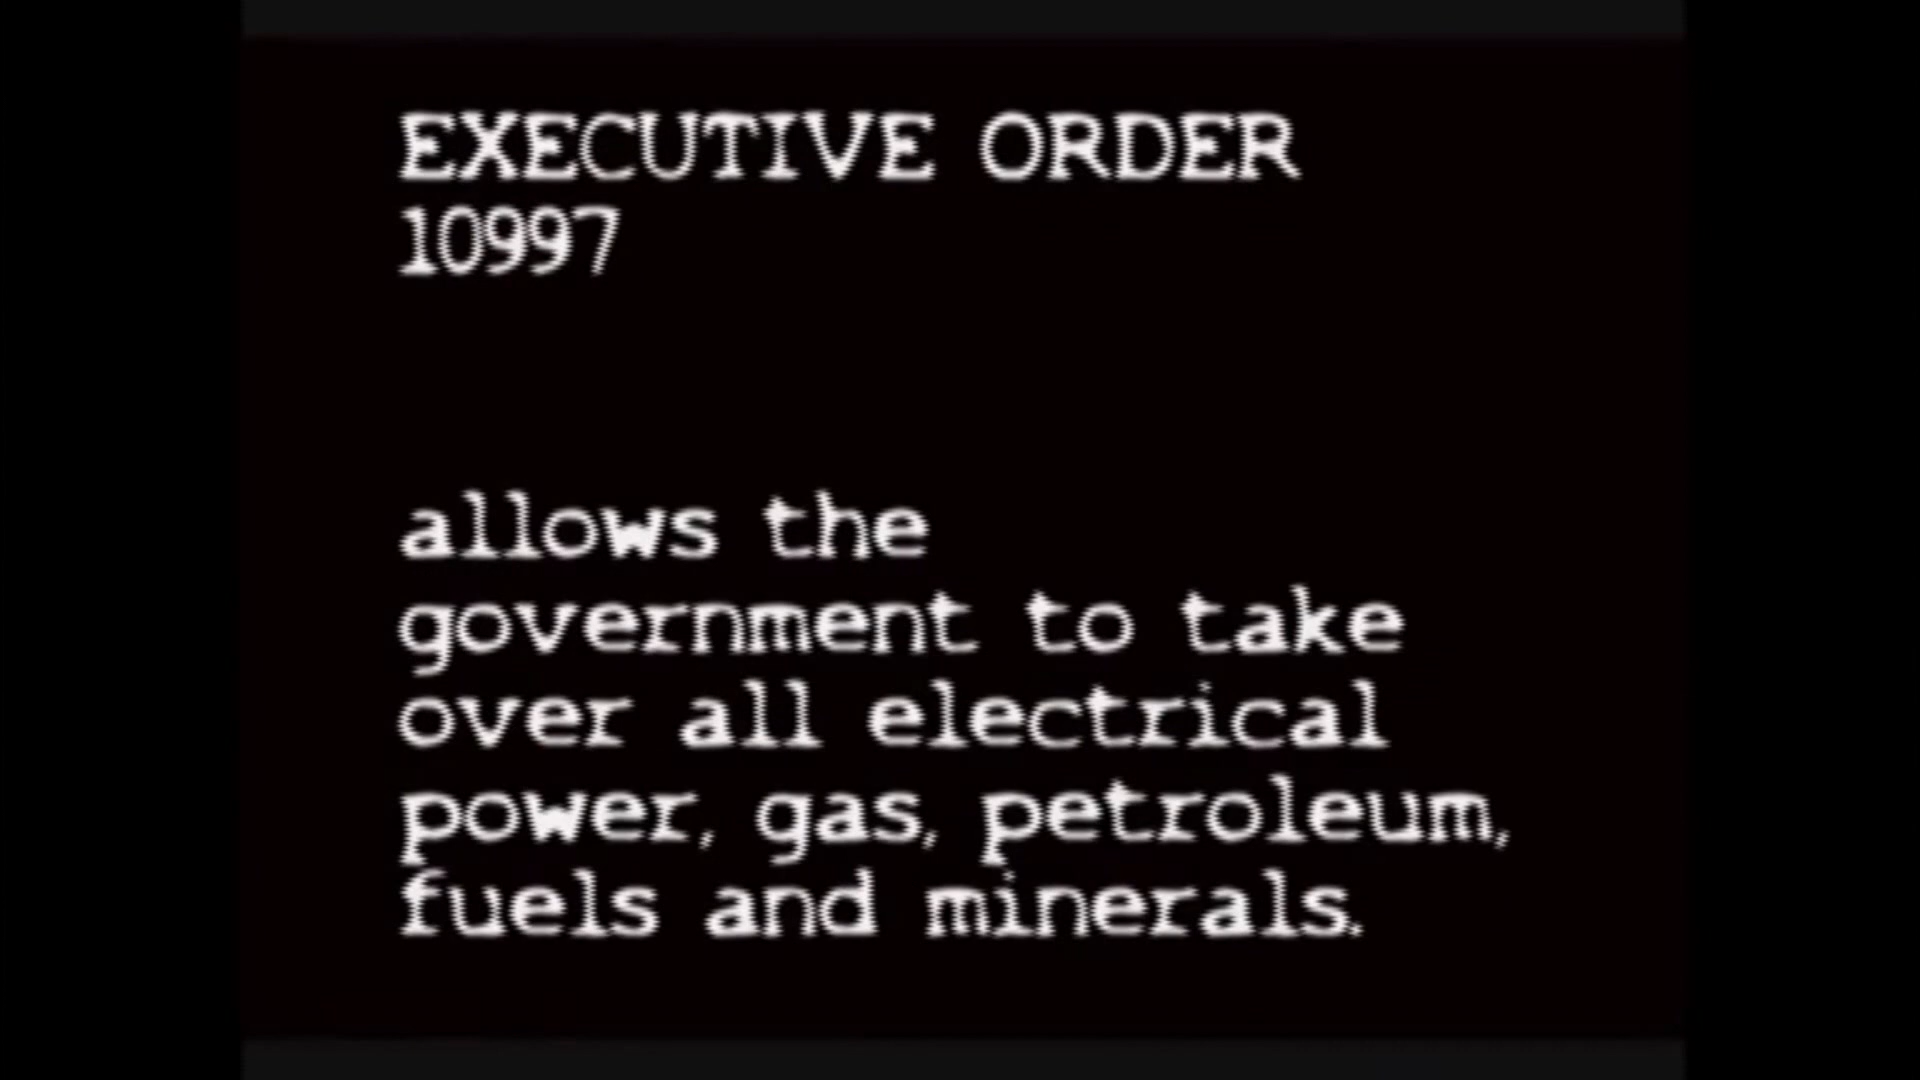 EXECUTIVE ORDER
10997
allows the
government to take
over all electrical
power, gas, petroleum,
fuels and minerals.